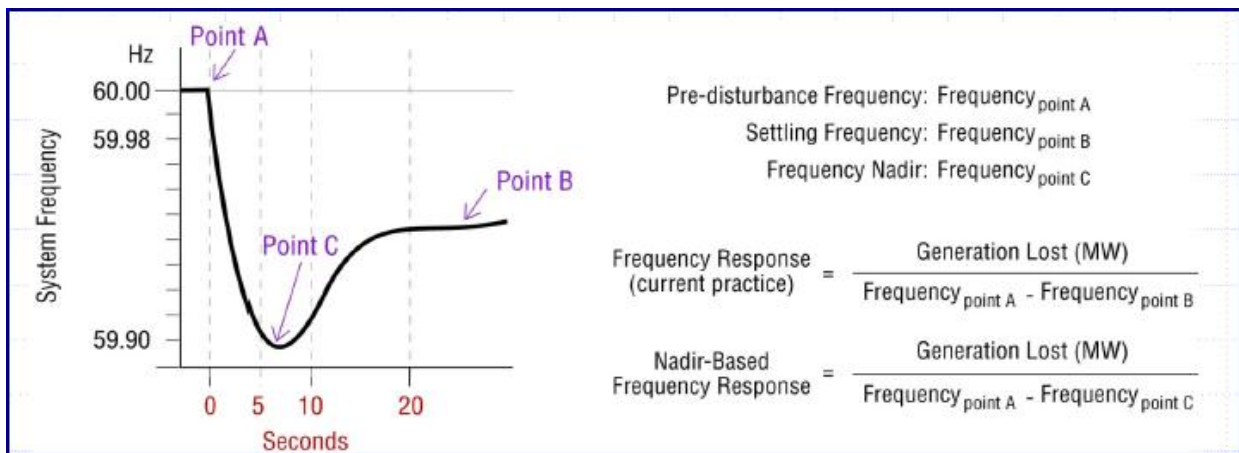 Point A
Hz
60.00
59.98
59.90
System Frequency
Point B
Point C
0 5 10 20
Seconds
Pre-disturbance Frequency: Frequency point A
Settling Frequency: Frequency point B
Frequency Nadir: Frequency point C
Frequency Response
(current practice)
=
Generation Lost (MW)
Frequency point A - Frequency point B
Nadir-Based
Frequency Response
=
Generation Lost (MW)
Frequency point A - Frequency point C